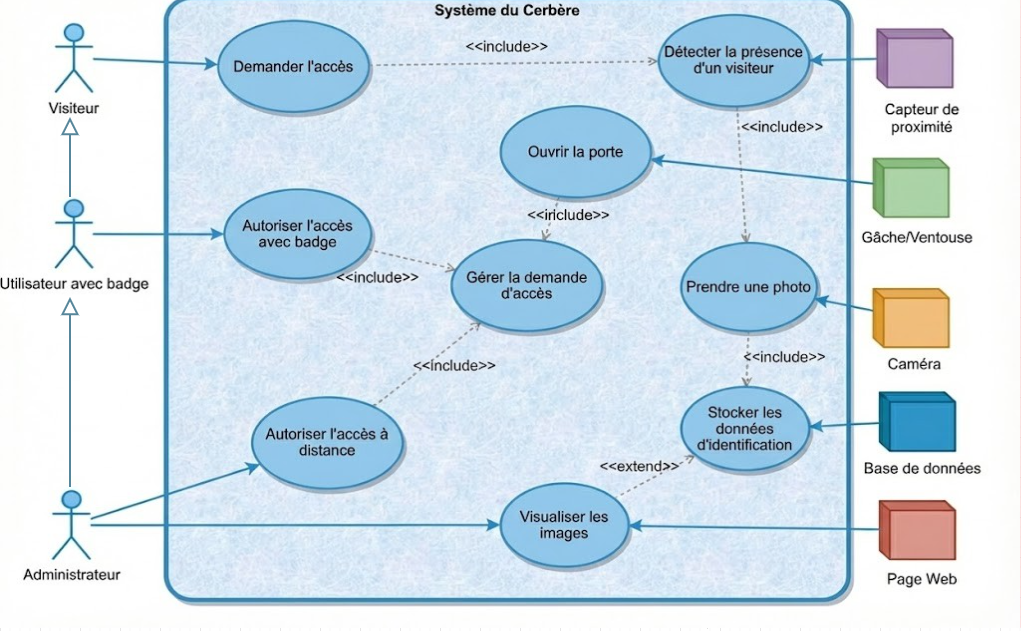 Système du Cerbère
Demander l'accès
<<include>>
Détecter la présence
d'un visiteur
Visiteur
Capteur de
proximité
<<include>>
Ouvrir la porte
Autoriser l'accès
avec badge
<<iriclude>>
Gâche/Ventouse
Utilisateur avec badge
<<include>>
Gérer la demande
d'accès
Prendre une photo
<<include>>
<<include>>
Caméra
Autoriser l'accès à
distance
Stocker les
données
d'identification
<<extend>>
Base de données
Visualiser les
images
Administrateur
Page Web